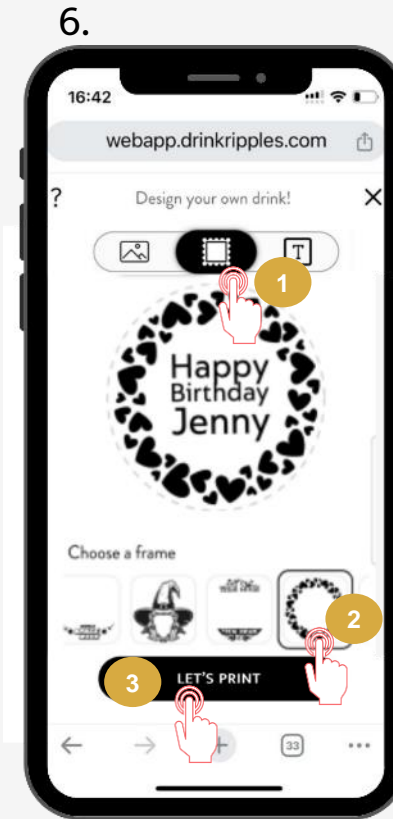 6.
16:42
webapp.drinkripples.com
? Design your own drink! ×
T
1
Happy
Birthday
Jenny
Choose a frame
2
3 LET'S PRINT
33